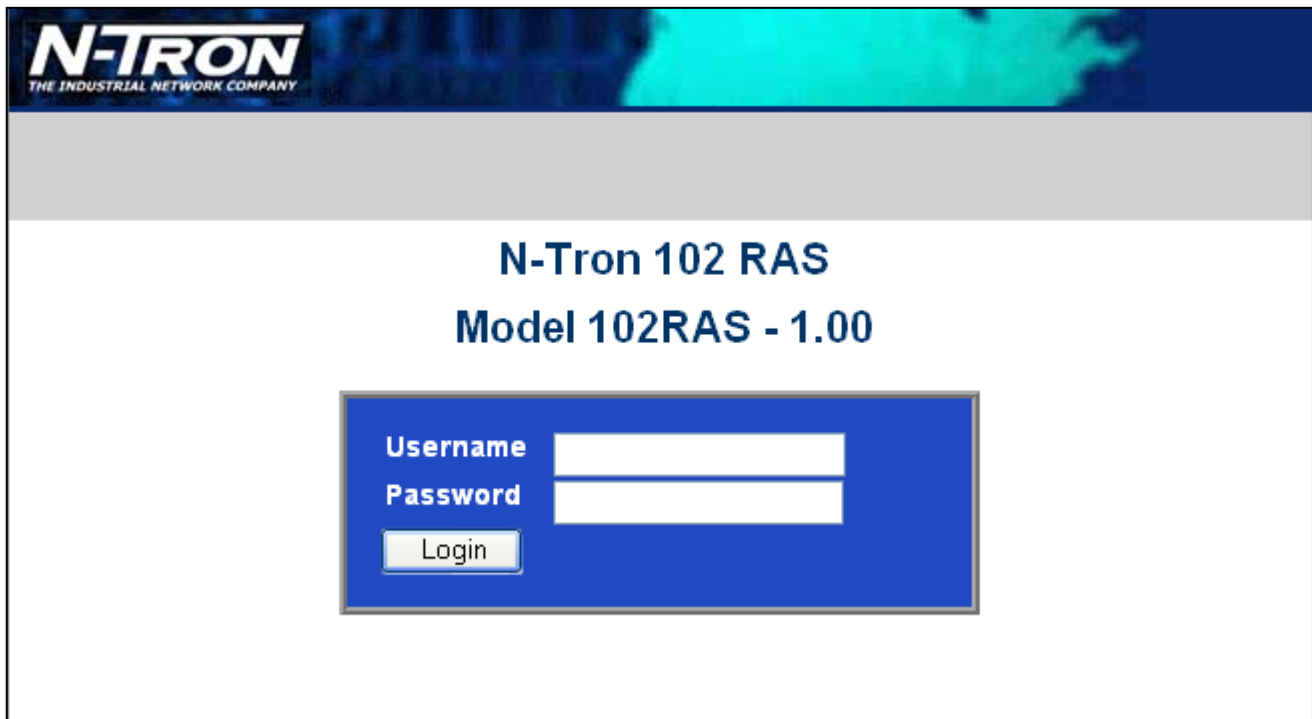 N-TRON
THE INDUSTRIAL NETWORK COMPANY
N-Tron 102 RAS
Model 102RAS - 1.00
Username
Password
Login